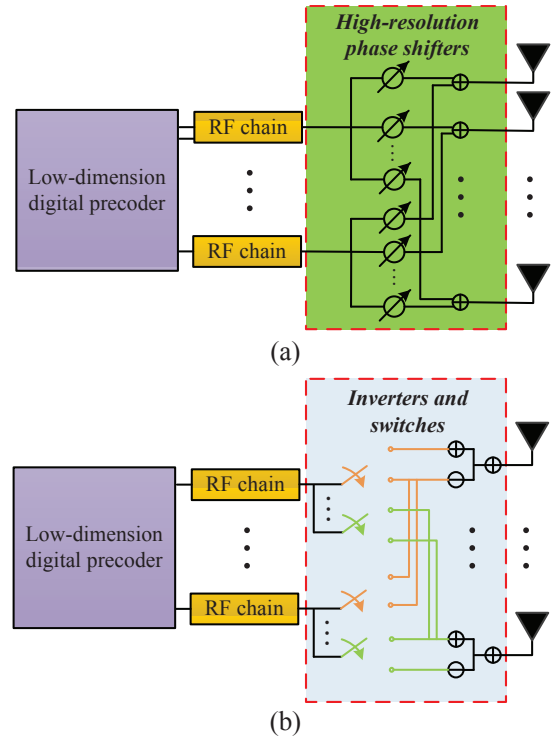 High-resolution
phase shifters
RF chain
Low-dimension
digital precoder
RF chain
(a)
Inverters and
switches
RF chain
Low-dimension
digital precoder
RF chain
(b)